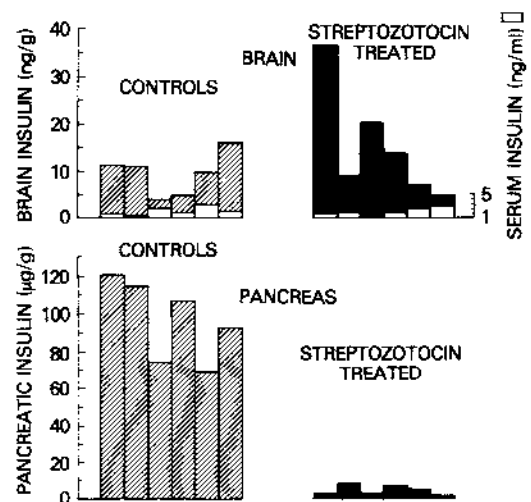 BRAIN INSULIN (ng/g)
40
30
20
10
0
CONTROLS
BRAIN
STREPTOZOTOCIN
TREATED
5
1
SERUM INSULIN (ng/ml)
PANCREATIC INSULIN (µg/g)
120
100
80
60
40
20
0
CONTROLS
PANCREAS
STREPTOZOTOCIN
TREATED